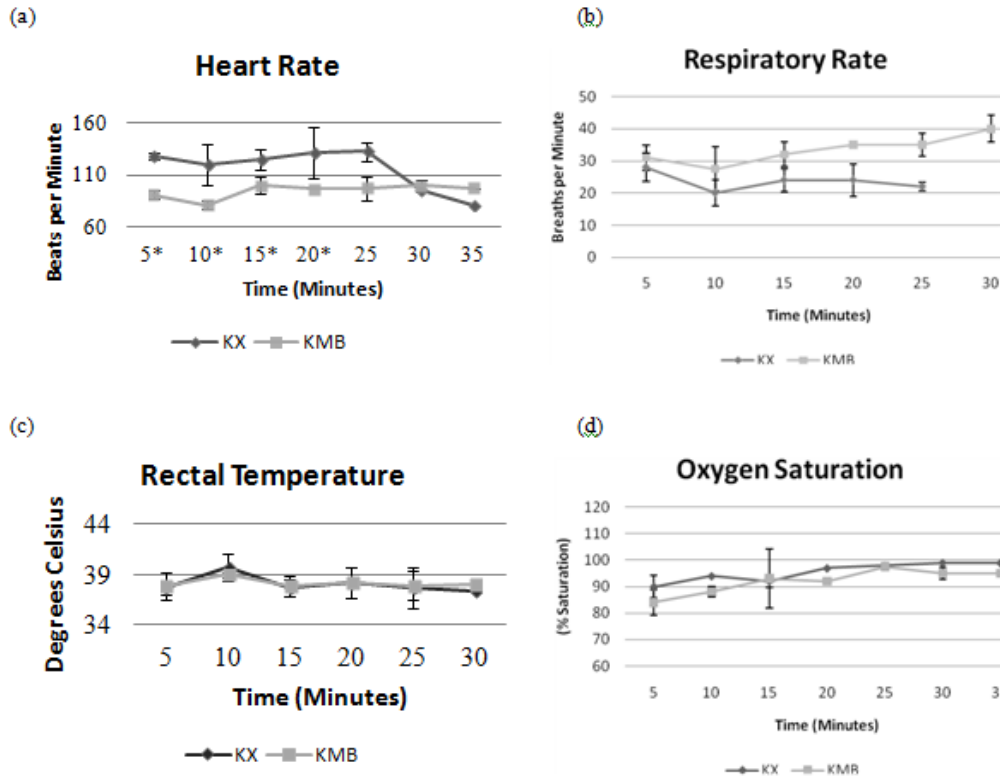 (a)
Heart Rate
Beats per Minute
160
110
60
5* 10* 15* 20* 25 30 35
Time (Minutes)
KX KMB
(b)
Respiratory Rate
Breaths per Minute
50
40
30
20
10
0
5 10 15 20 25 30
Time (Minutes)
KX KMB
(c)
Rectal Temperature
Degrees Celsius
44
39
34
5 10 15 20 25 30
Time (Minutes)
KX KMB
(d)
Oxygen Saturation
(% Saturation)
120
110
100
90
80
70
60
5 10 15 20 25 30
Time (Minutes)
KX KMB